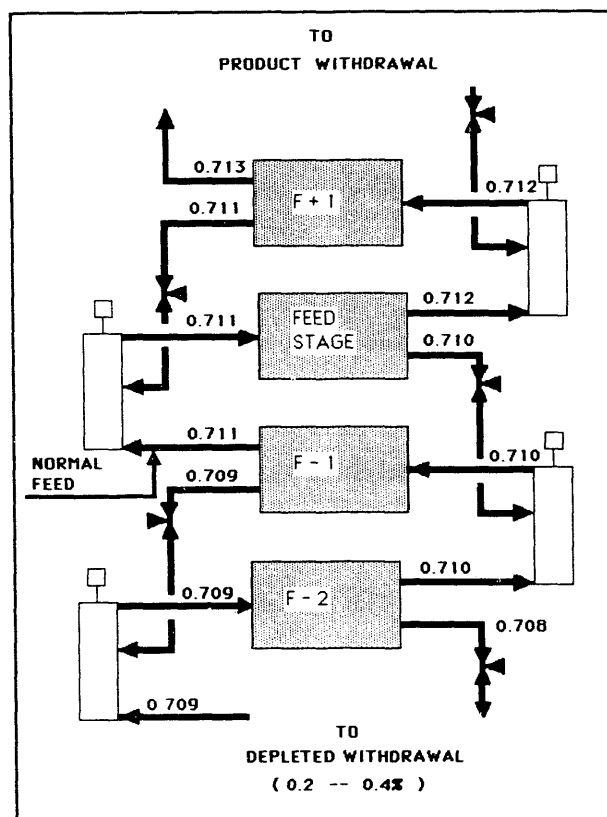 TO
PRODUCT WITHDRAWAL
0.713
F + 1
0.712
0.711
0.711
FEED
STAGE
0.712
0.710
0.711
F - 1
0.710
NORMAL
FEED
0.709
0.709
F - 2
0.710
0.708
0.709
TO
DEPLETED WITHDRAWAL
( 0.2 -- 0.4% )